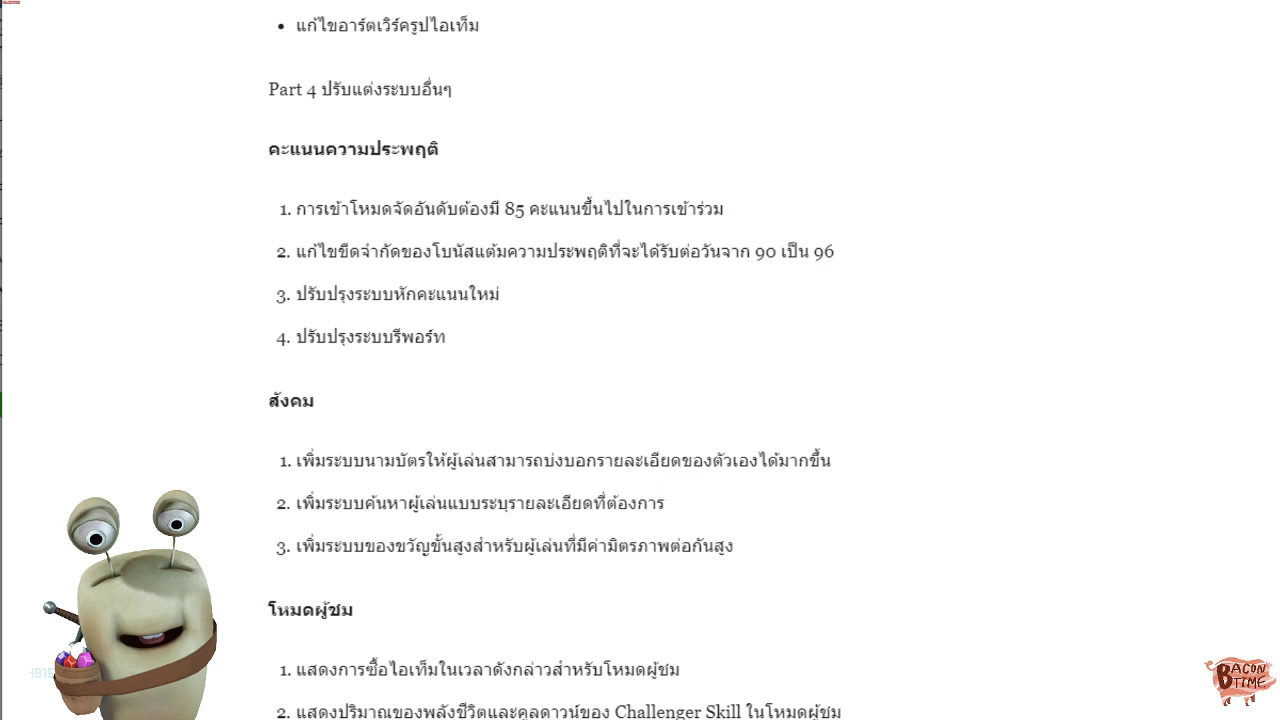 • แก้ไขอาร์ตเวิร์ครูปไอเท็ม
Part 4 ปรับแต่งระบบอื่นๆ
คะแนนความประพฤติ
1. การเข้าโหมดจัดอันดับต้องมี 85 คะแนนขึ้นไปในการเข้าร่วม
2. แก้ไขขีดจำกัดของโบนัสแต้มความประพฤติที่จะได้รับต่อวันจาก 90 เป็น 96
3. ปรับปรุงระบบหักคะแนนใหม่
4. ปรับปรุงระบบรีพอร์ท
สังคม
1. เพิ่มระบบนามบัตรให้ผู้เล่นสามารถบ่งบอกรายละเอียดของตัวเองได้มากขึ้น
2. เพิ่มระบบค้นหาผู้เล่นแบบระบุรายละเอียดที่ต้องการ
3. เพิ่มระบบของขวัญขั้นสูงสำหรับผู้เล่นที่มีค่ามิตรภาพต่อกันสูง
โหมดผู้ชม
1. แสดงการซื้อไอเท็มในเวลาดังกล่าวสำหรับโหมดผู้ชม
2. แสดงปริมาณของพลังชีวิตและคูลดาวน์ของ Challenger Skill ในโหมดผู้ชม
BACON
TIME